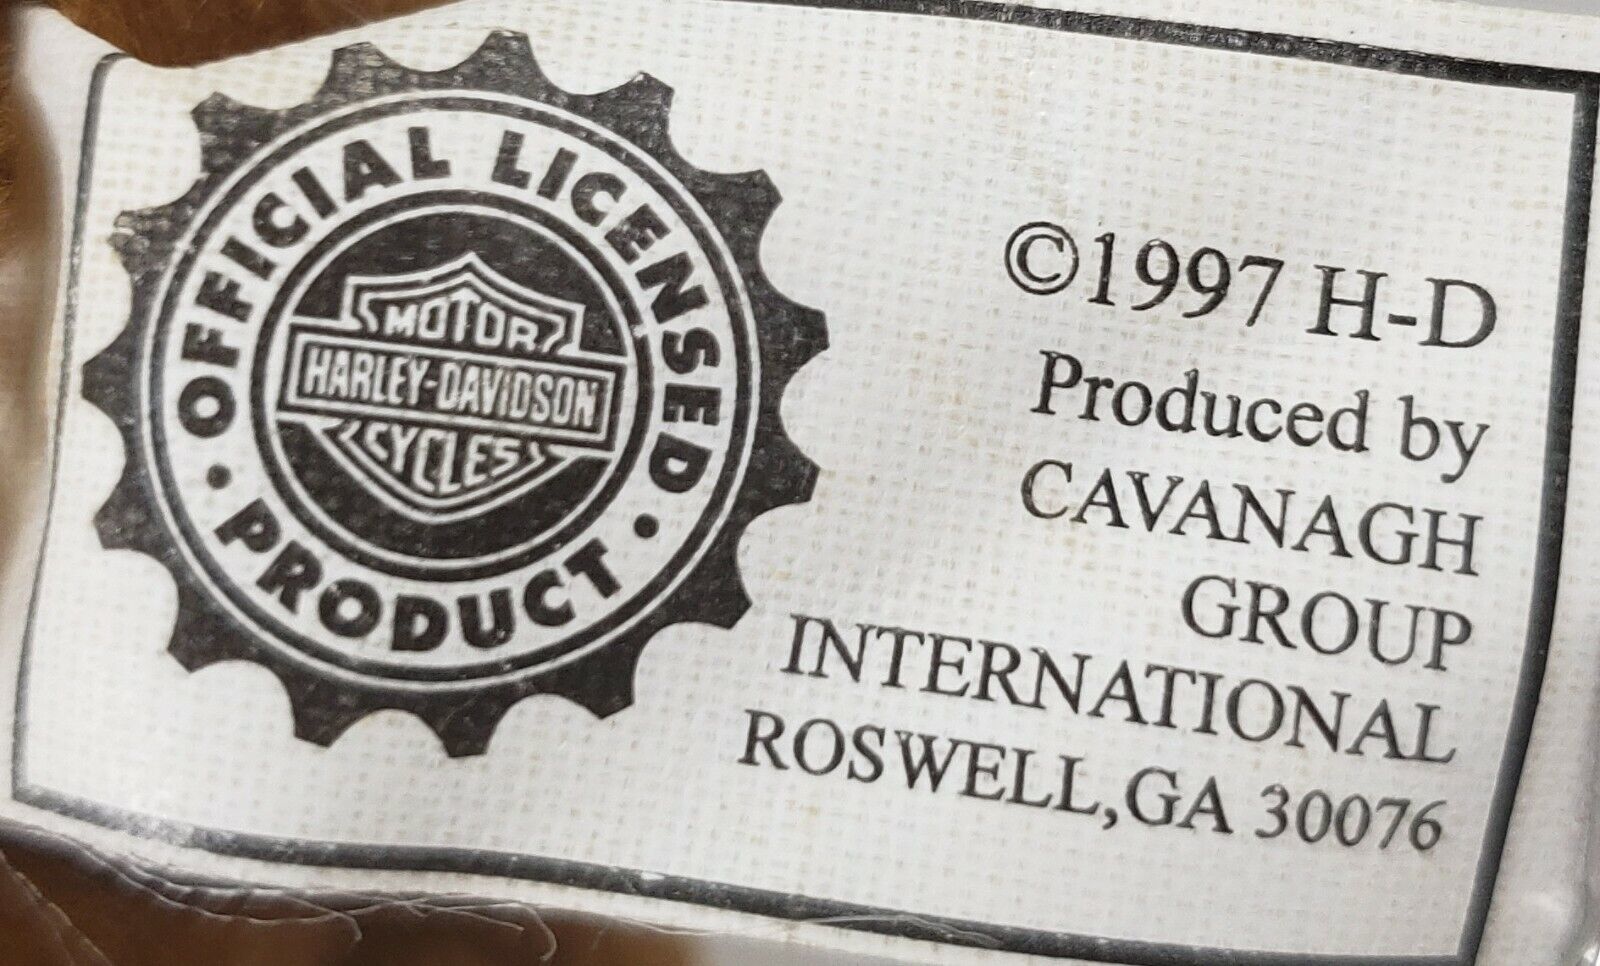 OFFICIAL LICENSED
MOTOR
HARLEY-DAVIDSON
CYCLES
• PRODUCT •
©1997 H-D
Produced by
CAVANAGH
GROUP
INTERNATIONAL
ROSWELL,GA 30076